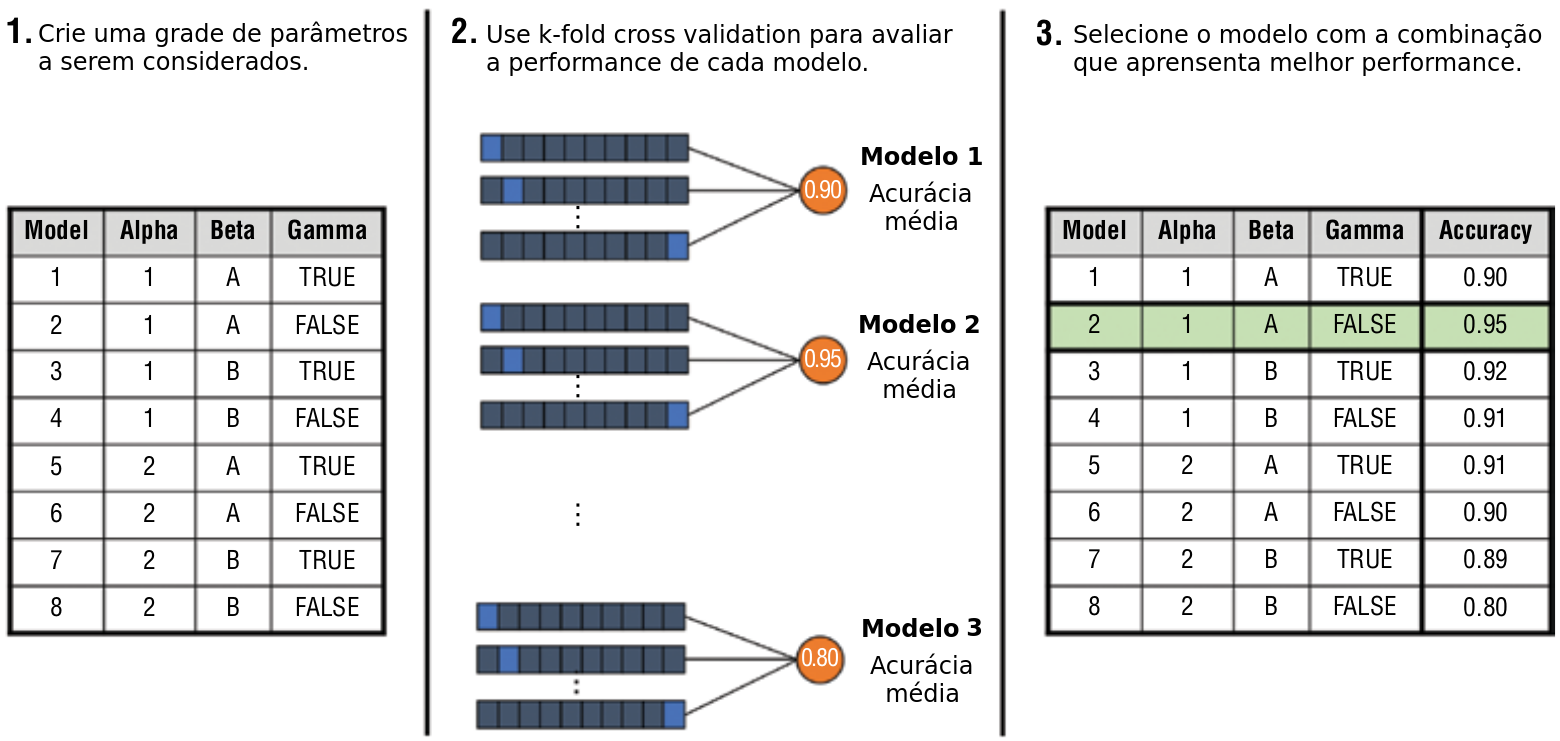 1. Crie uma grade de parâmetros
a serem considerados.
Model Alpha Beta Gamma
1 1 A TRUE
2 1 A FALSE
3 1 B TRUE
4 1 B FALSE
5 2 A TRUE
6 2 A FALSE
7 2 B TRUE
8 2 B FALSE
2. Use k-fold cross validation para avaliar
a performance de cada modelo.
0.90
Modelo 1
Acurácia
média
0.95
Modelo 2
Acurácia
média
0.80
Modelo 3
Acurácia
média
3. Selecione o modelo com a combinação
que aprensenta melhor performance.
Model Alpha Beta Gamma Accuracy
1 1 A TRUE 0.90
2 1 A FALSE 0.95
3 1 B TRUE 0.92
4 1 B FALSE 0.91
5 2 A TRUE 0.91
6 2 A FALSE 0.90
7 2 B TRUE 0.89
8 2 B FALSE 0.80